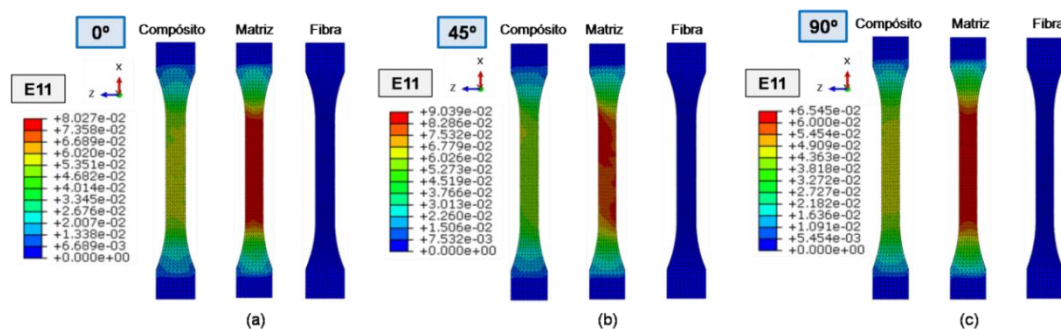 0º
Compósito Matriz Fibra
E11
x
z
+8.027e-02
+7.358e-02
+6.689e-02
+6.020e-02
+5.351e-02
+4.682e-02
+4.014e-02
+3.345e-02
+2.676e-02
+2.007e-02
+1.338e-02
+6.689e-03
+0.000e+00
(a)
45º
Compósito Matriz Fibra
E11
x
z
+9.039e-02
+8.286e-02
+7.532e-02
+6.779e-02
+6.026e-02
+5.273e-02
+4.519e-02
+3.766e-02
+3.013e-02
+2.260e-02
+1.506e-02
+7.532e-03
+0.000e+00
(b)
90º
Compósito Matriz Fibra
E11
x
z
+6.545e-02
+6.000e-02
+5.454e-02
+4.909e-02
+4.363e-02
+3.818e-02
+3.272e-02
+2.727e-02
+2.182e-02
+1.636e-02
+1.091e-02
+5.454e-03
+0.000e+00
(c)